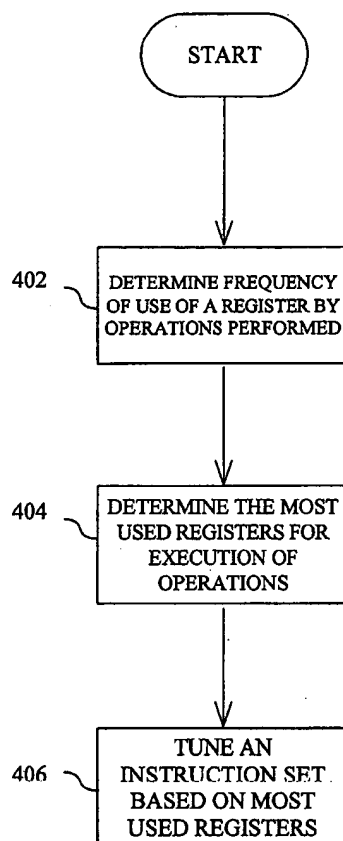 START
402
DETERMINE FREQUENCY
OF USE OF A REGISTER BY
OPERATIONS PERFORMED
404
DETERMINE THE MOST
USED REGISTERS FOR
EXECUTION OF
OPERATIONS
406
TUNE AN
INSTRUCTION SET
BASED ON MOST
USED REGISTERS